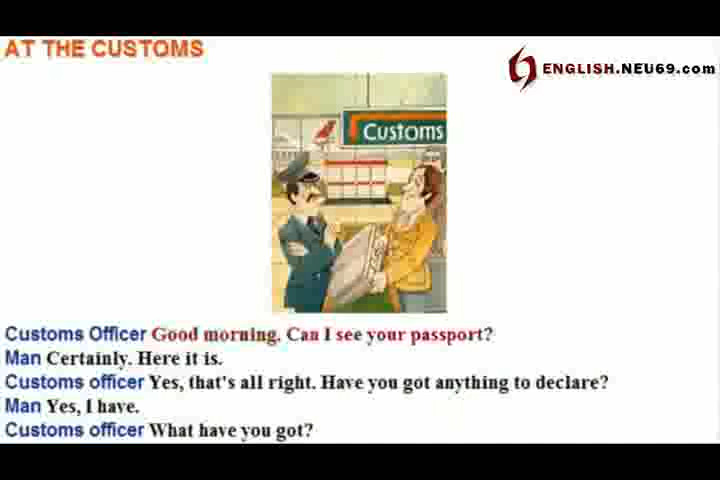 AT THE CUSTOMS
ENGLISH.NEU69.com
Customs
Customs Officer Good morning. Can I see your passport?
Man Certainly. Here it is.
Customs officer Yes, that's all right. Have you got anything to declare?
Man Yes, I have.
Customs officer What have you got?